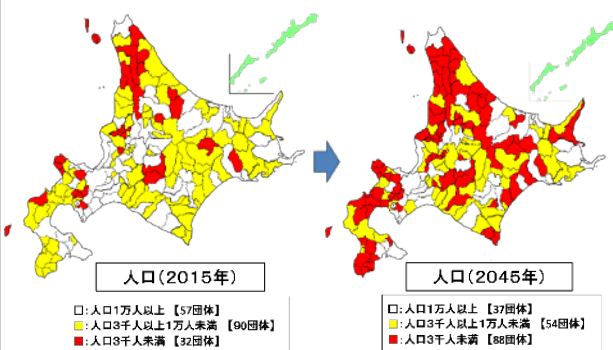 人口(2015年)
□:人口1万人以上 【57団体】
:人口3千人以上1万人未満 【90団体】
:人口3千人未満 【32団体】
人口(2045年)
□:人口1万人以上 【37団体】
:人口3千人以上1万人未満 【54団体】
:人口3千人未満 【88団体】